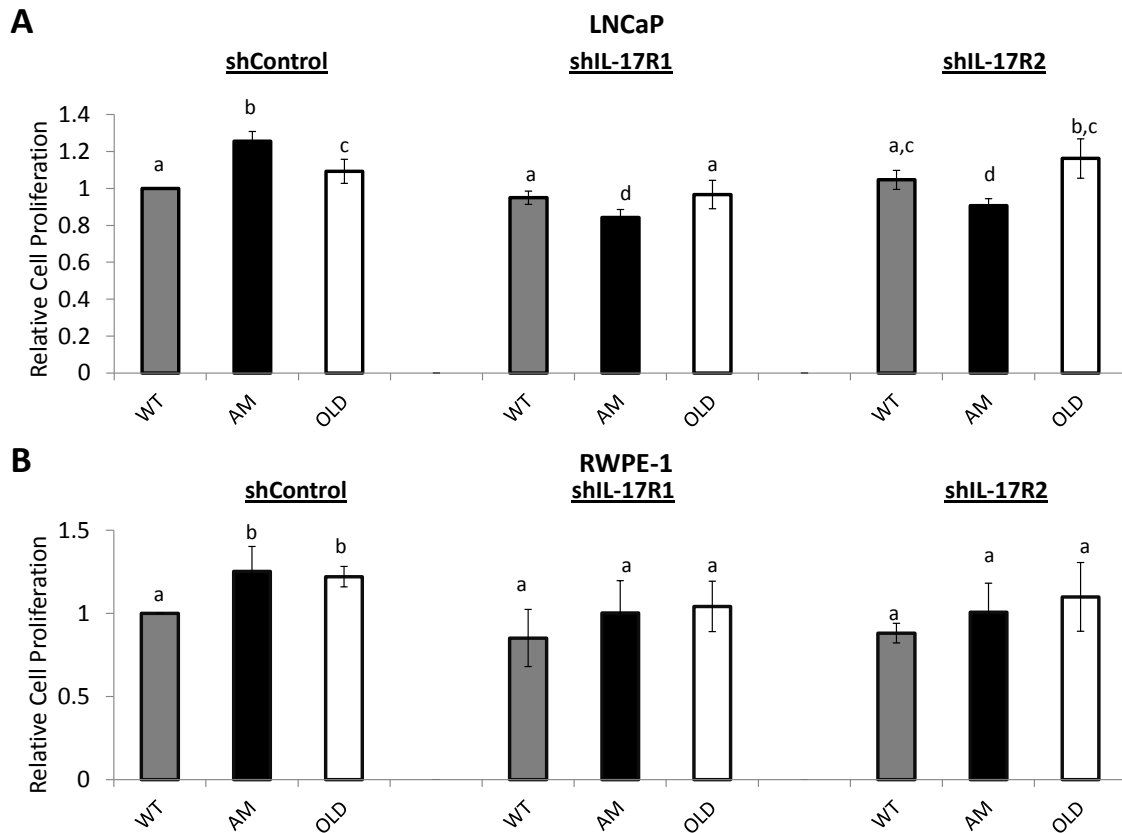 A
LNCaP
shControl shIL-17R1 shIL-17R2
Relative Cell Proliferation
1.4
1.2
1
0.8
0.6
0.4
0.2
0
a b c a d a a,c d b,c
WT AM OLD WT AM OLD WT AM OLD
B
RWPE-1
shControl shIL-17R1 shIL-17R2
Relative Cell Proliferation
1.5
1
0.5
0
a b b a a a a a a
WT AM OLD WT AM OLD WT AM OLD